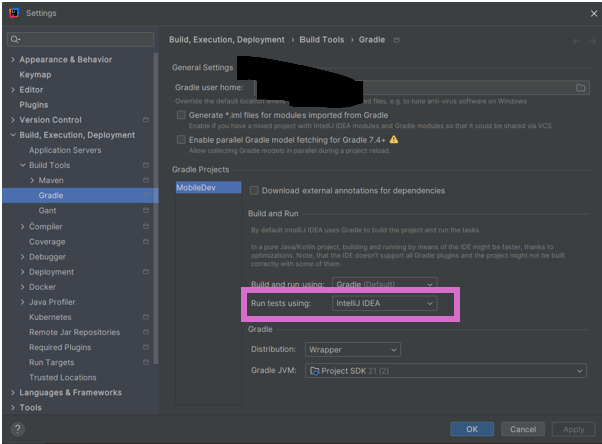 Settings
Appearance & Behavior
Keymap
Editor
Plugins
Version Control
Build, Execution, Deployment
Application Servers
Build Tools
Maven
Gradle
Gant
Compiler
Coverage
Debugger
Deployment
Docker
Java Profiler
Kubernetes
Remote Jar Repositories
Required Plugins
Run Targets
Trusted Locations
Languages & Frameworks
Tools
Build, Execution, Deployment › Build Tools › Gradle
General Settings
Gradle user home:
Override the default location where ed files, e.g. to tune anti-virus software on Windows
Generate *.iml files for modules imported from Gradle
Enable if you have a mixed project with IntelliJ IDEA modules and Gradle modules so that it could be shared via VCS
Enable parallel Gradle model fetching for Gradle 7.4+
Allow collecting Gradle models in parallel during a project reload.
Gradle Projects
MobileDev
Download external annotations for dependencies
Build and Run
By default IntelliJ IDEA uses Gradle to build the project and run the tasks.
In a pure Java/Kotlin project, building and running by means of the IDE might be faster, thanks to
optimizations. Note, that the IDE doesn't support all Gradle plugins and the project might not be built
correctly with some of them.
Build and run using: Gradle (Default)
Run tests using: IntelliJ IDEA
Gradle
Distribution: Wrapper
Gradle JVM: Project SDK 21 (2)
?
OK
Cancel
Apply